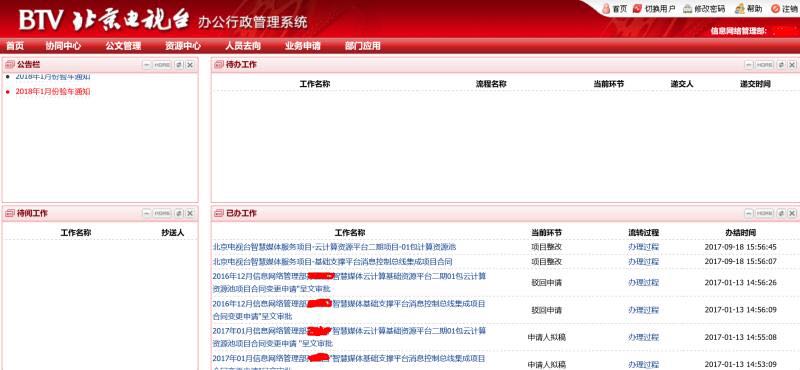 BTV 北京电视台 办公行政管理系统
首页 切换用户 修改密码 帮助 注销
信息网络管理部:
首页 协同中心 公文管理 资源中心 人员去向 业务申请 部门应用
公告栏 HOME
2018年1月份验车通知
2018年1月份验车通知
待办工作 HOME
工作名称 流程名称 当前环节 递交人 递交时间
待阅工作 HOME
工作名称 抄送人
已办工作 HOME
工作名称 当前环节 流转过程 办结时间
北京电视台智慧媒体服务项目-云计算资源平台二期项目-01包计算资源池 项目整改 办理过程 2017-09-18 15:56:45
北京电视台智慧媒体服务项目-基础支撑平台消息控制总线集成项目合同 项目整改 办理过程 2017-09-18 15:56:07
2016年12月信息网络管理部 智慧媒体云计算基础资源平台二期01包云计算
资源池项目合同变更申请"呈文审批 驳回申请 办理过程 2017-01-13 14:56:26
2016年12月信息网络管理部 智慧媒体基础支撑平台消息控制总线集成项目
合同变更申请"呈文审批 驳回申请 办理过程 2017-01-13 14:56:09
2017年01月信息网络管理部 "智慧媒体云计算基础资源平台二期01包云计算
资源池项目合同变更申请 "呈文审批 申请人拟稿 办理过程 2017-01-13 14:55:08
2017年01月信息网络管理部 "智慧媒体基础支撑平台消息控制总线集成项目
合同变更申请"呈文审批 申请人拟稿 办理过程 2017-01-13 14:53:09